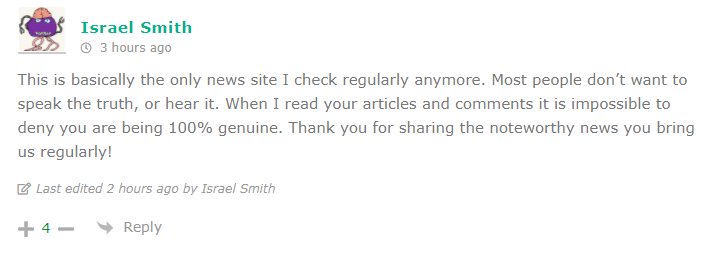 Israel Smith
3 hours ago
This is basically the only news site I check regularly anymore. Most people don’t want to
speak the truth, or hear it. When I read your articles and comments it is impossible to
deny you are being 100% genuine. Thank you for sharing the noteworthy news you bring
us regularly!
Last edited 2 hours ago by Israel Smith
4 Reply